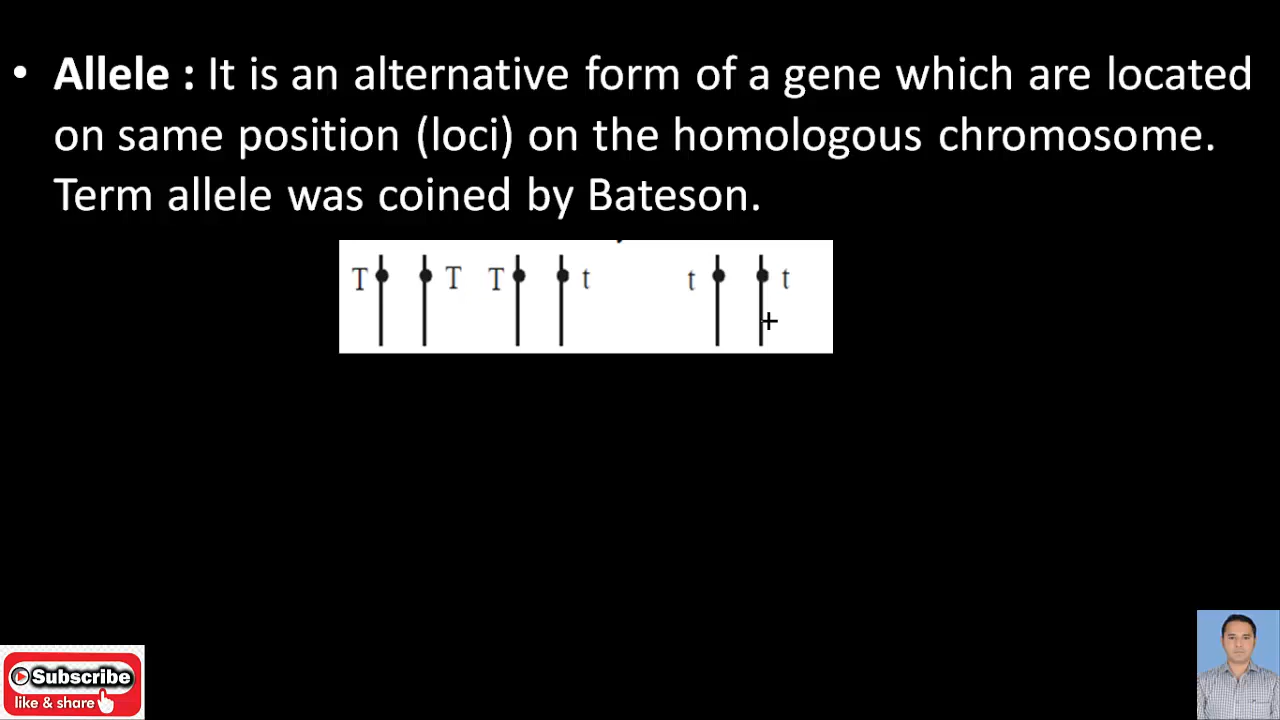 • Allele : It is an alternative form of a gene which are located
on same position (loci) on the homologous chromosome.
Term allele was coined by Bateson.
T T T t t t
Subscribe
like & share